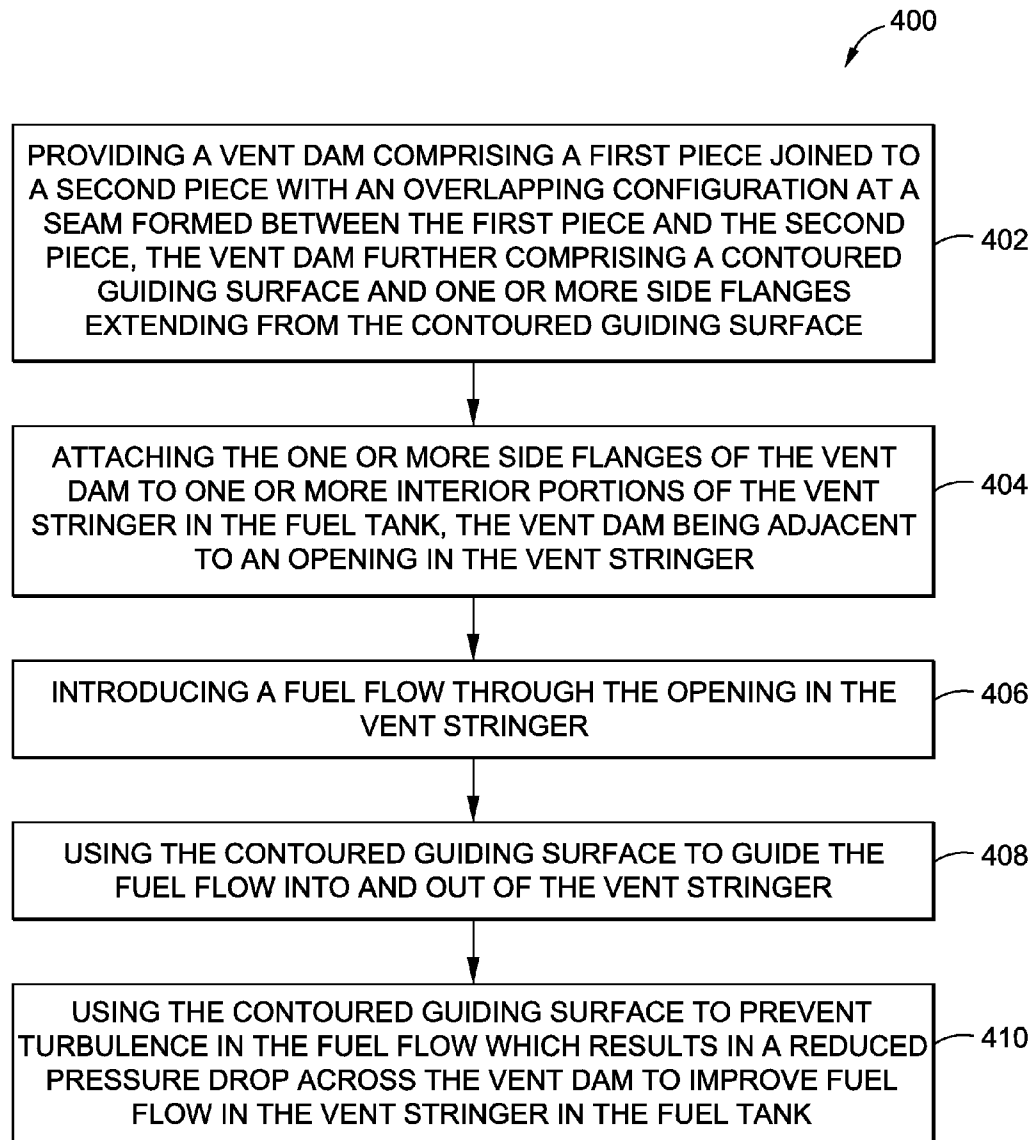 400
PROVIDING A VENT DAM COMPRISING A FIRST PIECE JOINED TO
A SECOND PIECE WITH AN OVERLAPPING CONFIGURATION AT A
SEAM FORMED BETWEEN THE FIRST PIECE AND THE SECOND
PIECE, THE VENT DAM FURTHER COMPRISING A CONTOURED
GUIDING SURFACE AND ONE OR MORE SIDE FLANGES
EXTENDING FROM THE CONTOURED GUIDING SURFACE
402
ATTACHING THE ONE OR MORE SIDE FLANGES OF THE VENT
DAM TO ONE OR MORE INTERIOR PORTIONS OF THE VENT
STRINGER IN THE FUEL TANK, THE VENT DAM BEING ADJACENT
TO AN OPENING IN THE VENT STRINGER
404
INTRODUCING A FUEL FLOW THROUGH THE OPENING IN THE
VENT STRINGER
406
USING THE CONTOURED GUIDING SURFACE TO GUIDE THE
FUEL FLOW INTO AND OUT OF THE VENT STRINGER
408
USING THE CONTOURED GUIDING SURFACE TO PREVENT
TURBULENCE IN THE FUEL FLOW WHICH RESULTS IN A REDUCED
PRESSURE DROP ACROSS THE VENT DAM TO IMPROVE FUEL
FLOW IN THE VENT STRINGER IN THE FUEL TANK
410